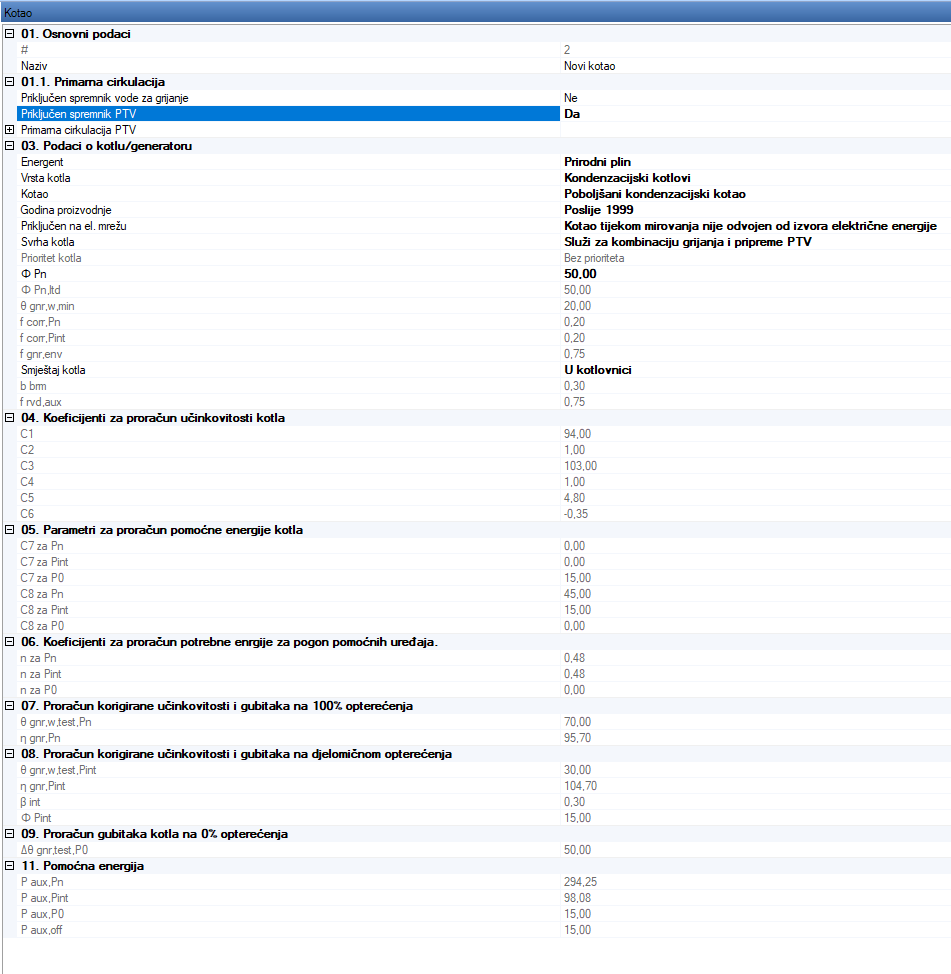 Kotao
01. Osnovni podaci
# 2
Naziv Novi kotao
01.1. Primarna cirkulacija
Priključen spremnik vode za grijanje Ne
Priključen spremnik PTV Da
Primarna cirkulacija PTV
03. Podaci o kotlu/generatoru
Energent Prirodni plin
Vrsta kotla Kondenzacijski kotlovi
Kotao Poboljšani kondenzacijski kotao
Godina proizvodnje Poslije 1999
Priključen na el. mrežu Kotao tijekom mirovanja nije odvojen od izvora električne energije
Svrha kotla Služi za kombinaciju grijanja i pripreme PTV
Prioritet kotla Bez prioriteta
Φ Pn 50,00
Φ Pn,ltd 50,00
θ gnr,w,min 20,00
f corr,Pn 0,20
f corr,Pint 0,20
f gnr,env 0,75
Smještaj kotla U kotlovnici
b brm 0,30
f rvd,aux 0,75
04. Koeficijenti za proračun učinkovitosti kotla
C1 94,00
C2 1,00
C3 103,00
C4 1,00
C5 4,80
C6 -0,35
05. Parametri za proračun pomoćne energije kotla
C7 za Pn 0,00
C7 za Pint 0,00
C7 za P0 15,00
C8 za Pn 45,00
C8 za Pint 15,00
C8 za P0 0,00
06. Koeficijenti za proračun potrebne enrgije za pogon pomoćnih uređaja.
n za Pn 0,48
n za Pint 0,48
n za P0 0,00
07. Proračun korigirane učinkovitosti i gubitaka na 100% opterećenja
θ gnr,w,test,Pn 70,00
η gnr,Pn 95,70
08. Proračun korigirane učinkovitosti i gubitaka na djelomičnom opterećenja
θ gnr,w,test,Pint 30,00
η gnr,Pint 104,70
β int 0,30
Φ Pint 15,00
09. Proračun gubitaka kotla na 0% opterećenja
Δθ gnr,test,P0 50,00
11. Pomoćna energija
P aux,Pn 294,25
P aux,Pint 98,08
P aux,P0 15,00
P aux,off 15,00